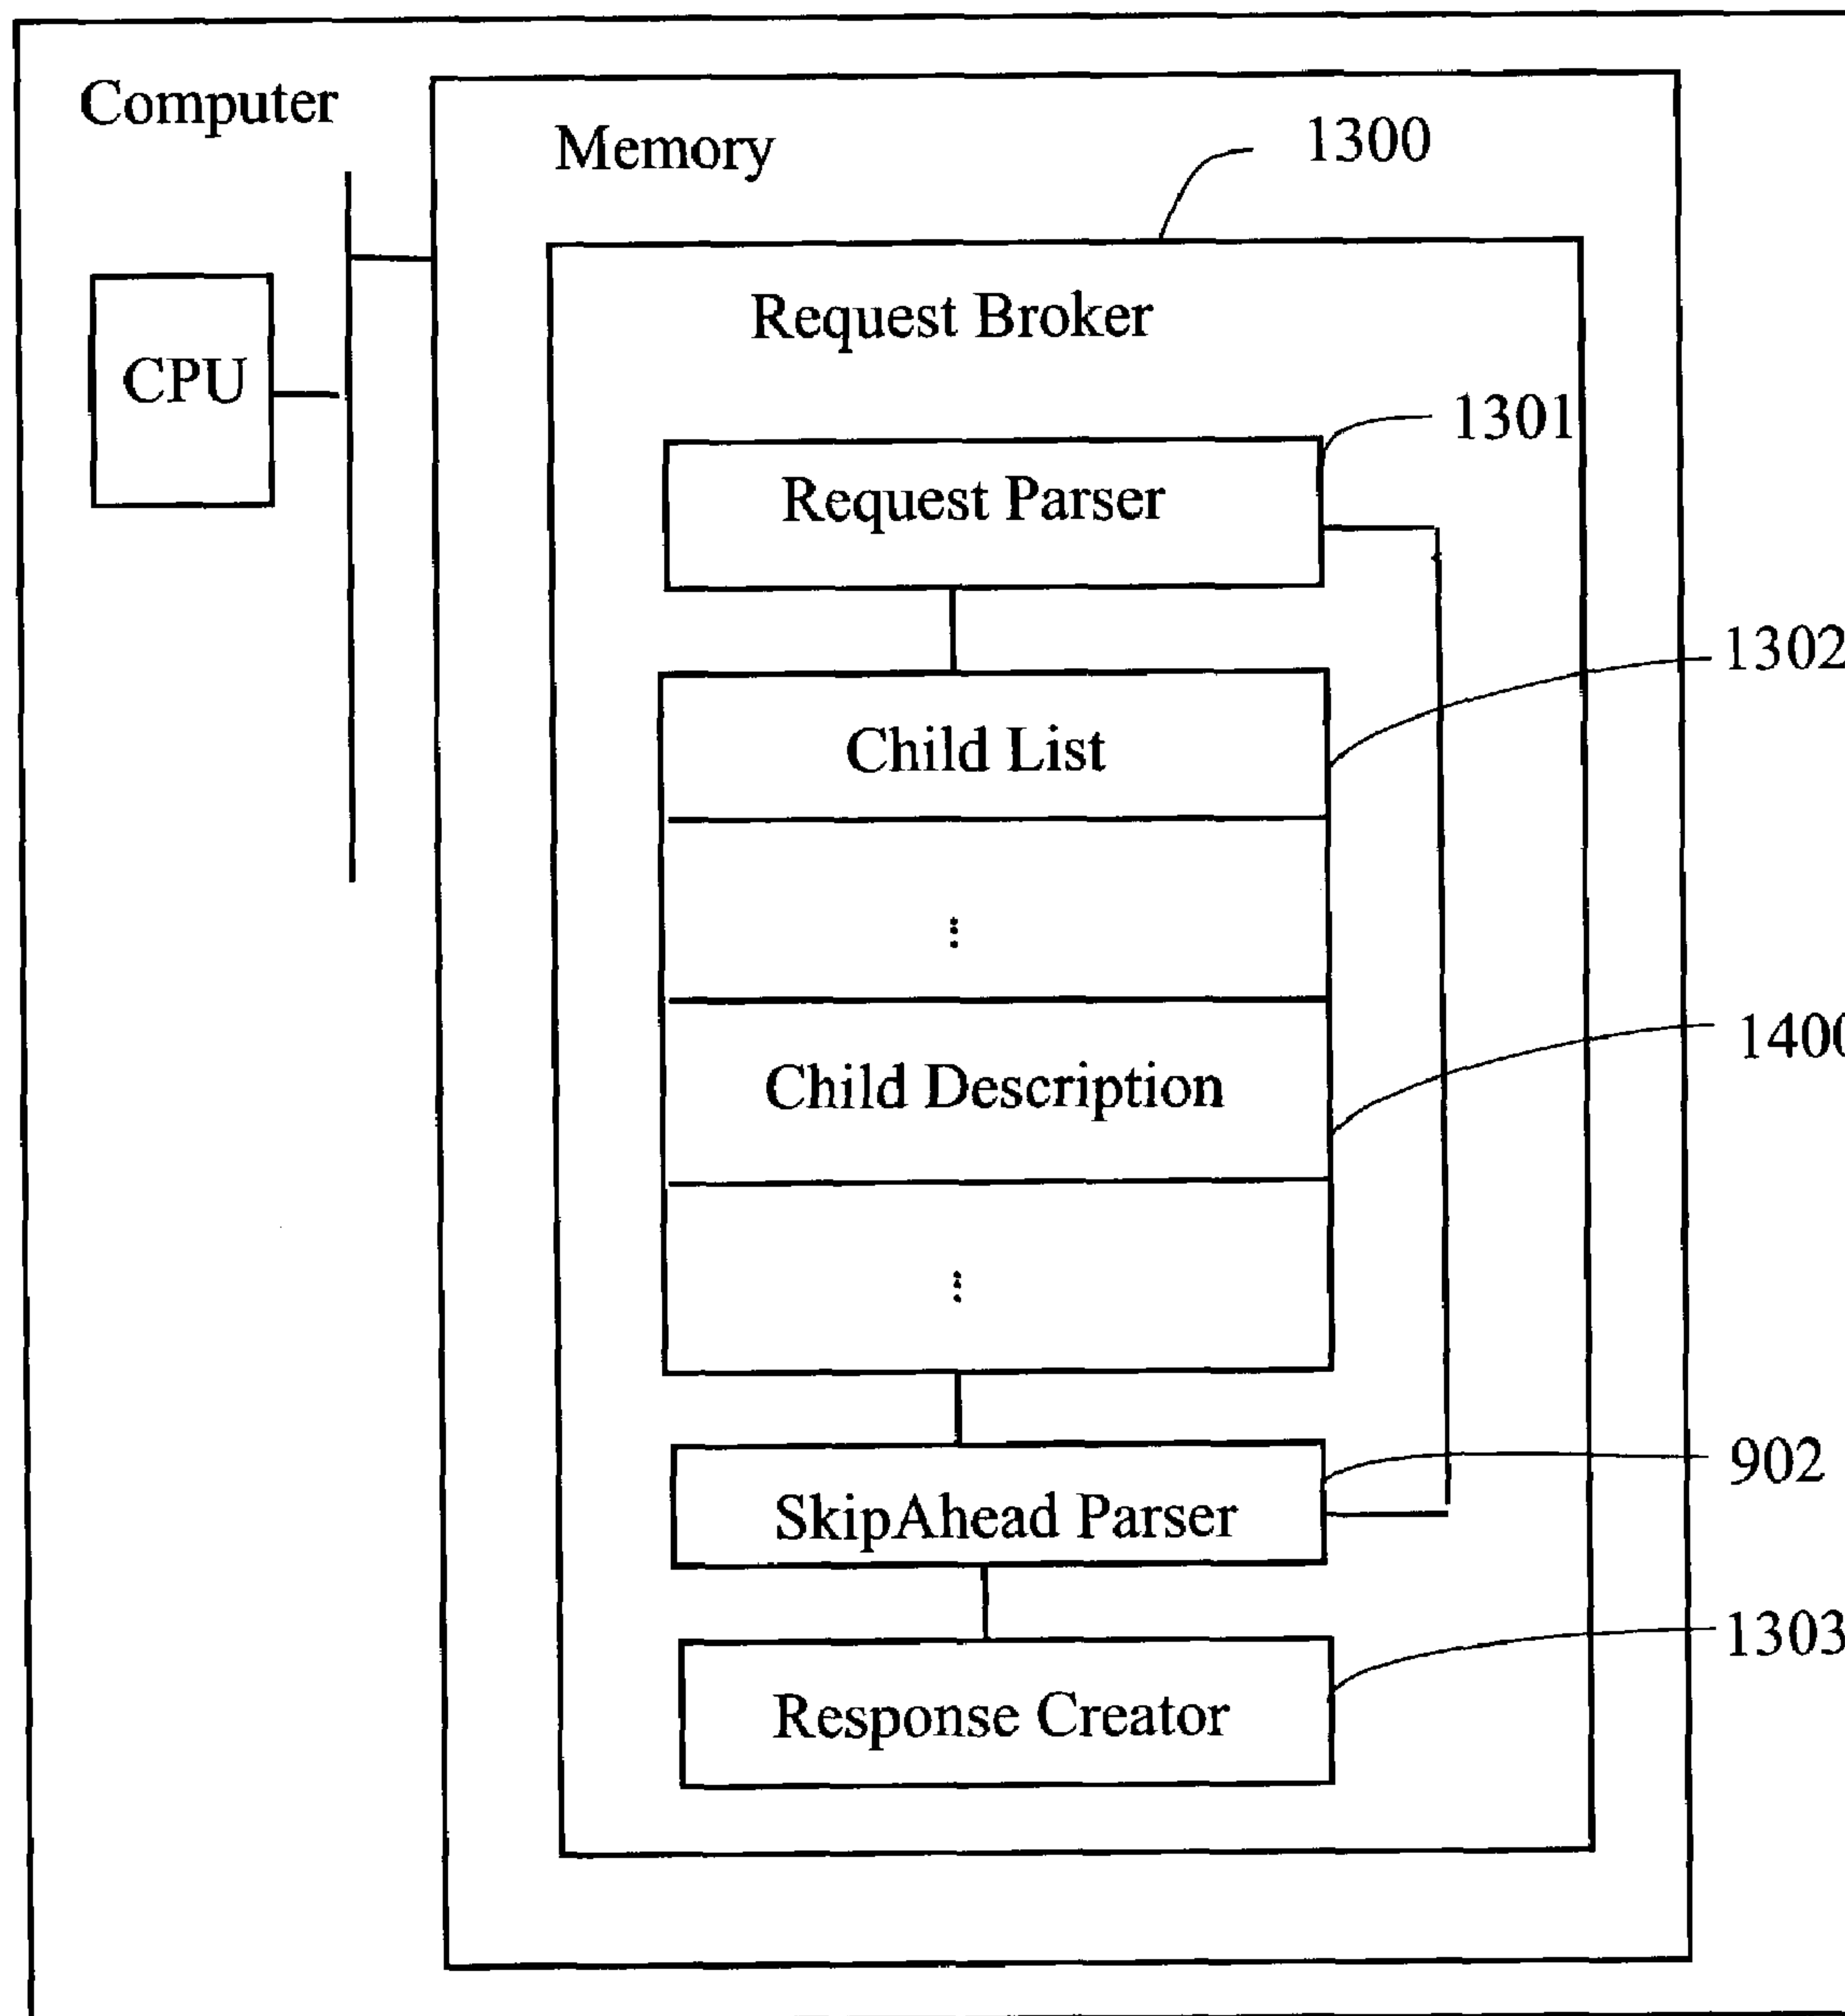 Computer
Memory
1300
Request Broker
CPU
1301
Request Parser
1302
Child List
⋮
1400
Child Description
⋮
902
SkipAhead Parser
1303
Response Creator